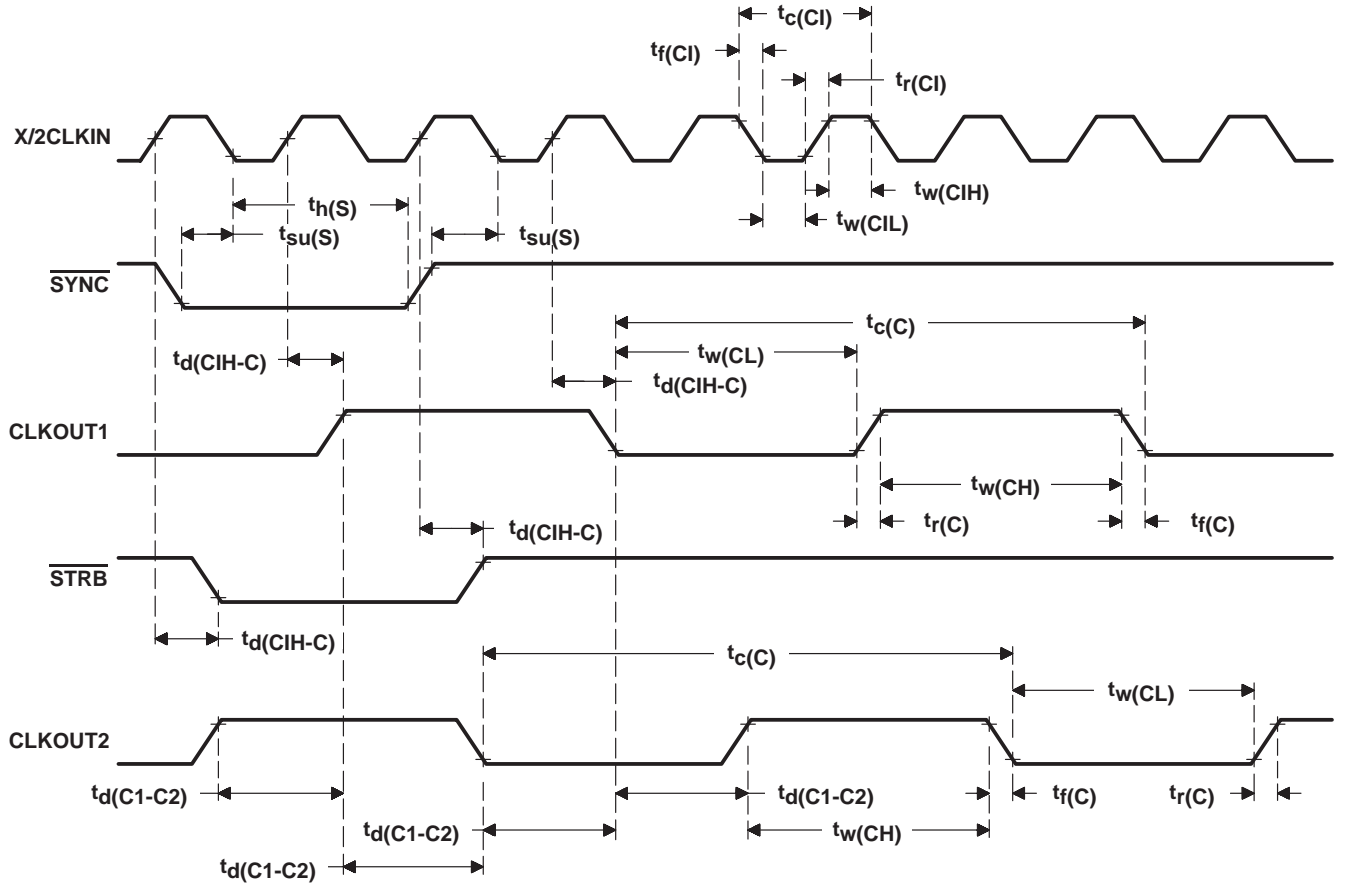 tc(CI)
tf(CI)
tr(CI)
X/2CLKIN
tw(CIH)
th(S)
tw(CIL)
tsu(S)
tsu(S)
SYNC
tc(C)
td(CIH-C)
tw(CL)
td(CIH-C)
CLKOUT1
tw(CH)
td(CIH-C)
tr(C)
tf(C)
STRB
td(CIH-C)
tc(C)
tw(CL)
CLKOUT2
td(C1-C2)
td(C1-C2)
tf(C)
tr(C)
td(C1-C2)
tw(CH)
td(C1-C2)